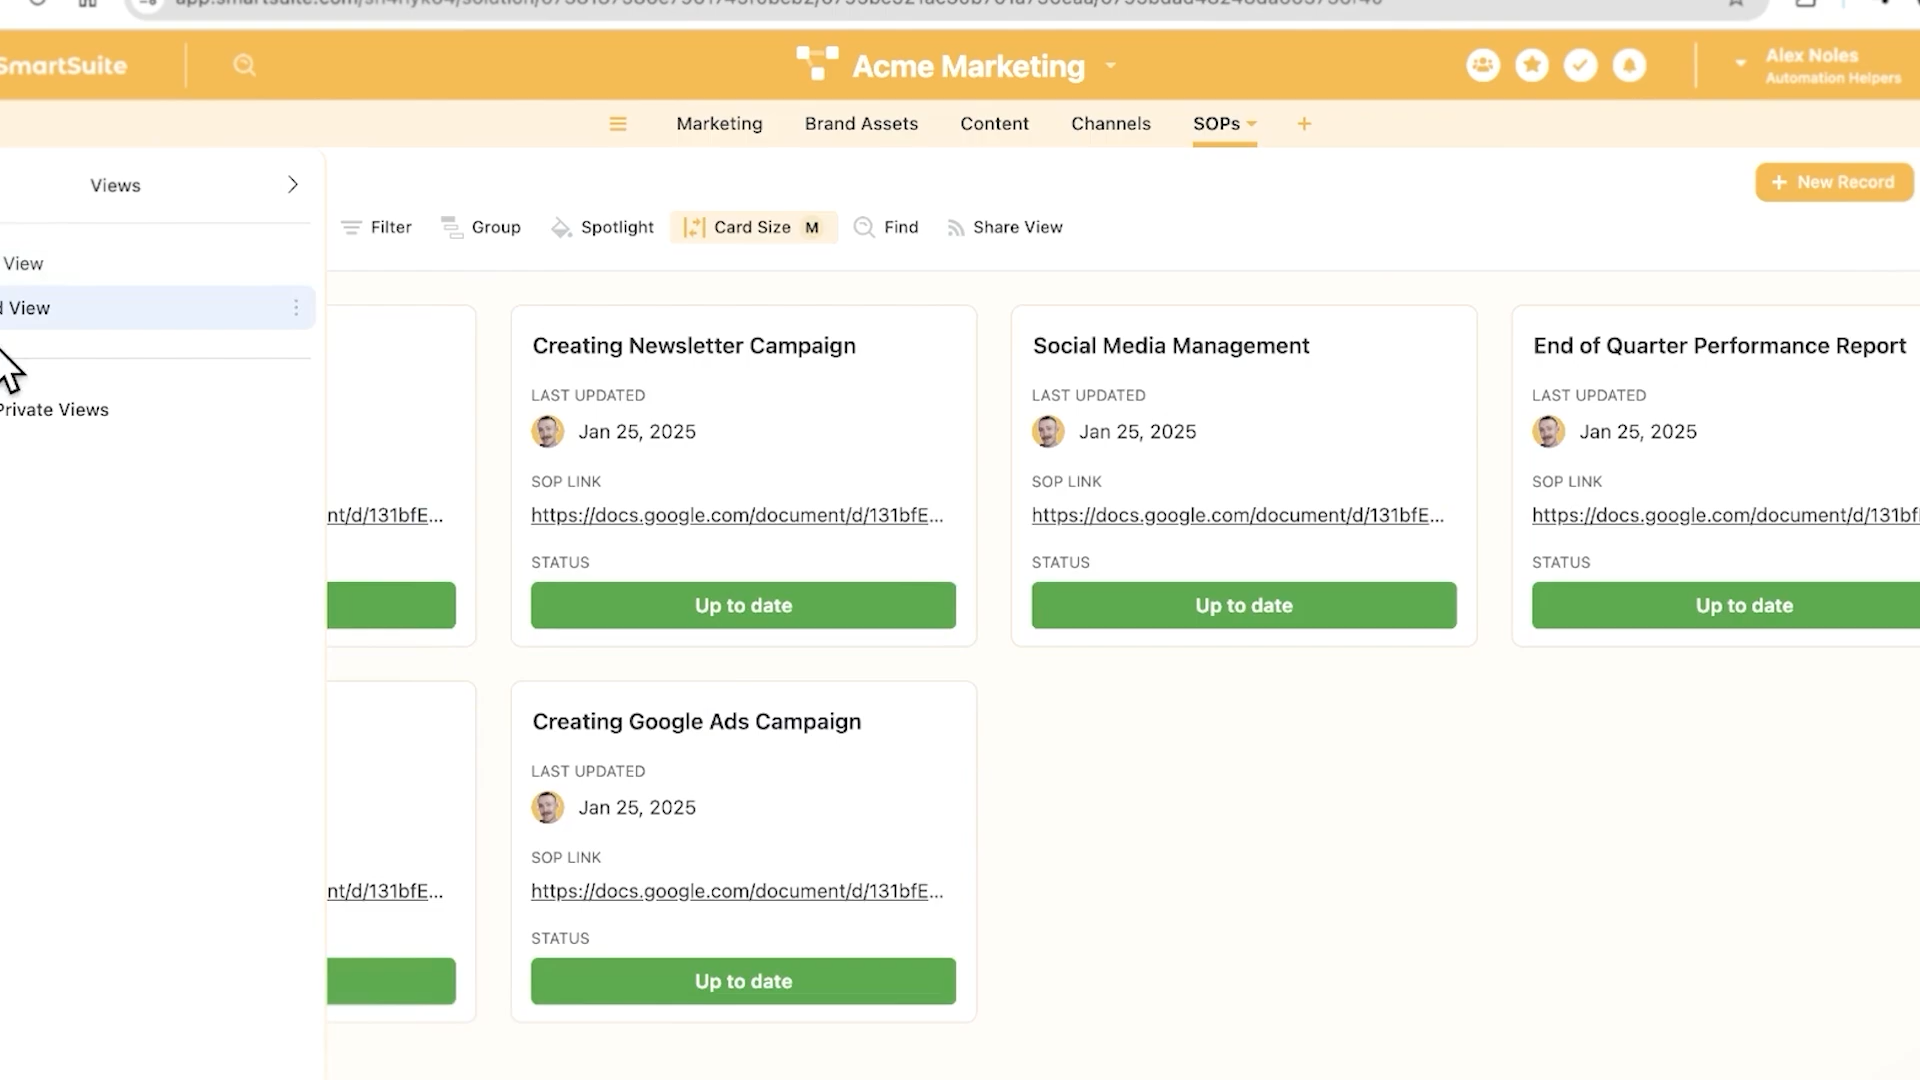 SmartSuite
Acme Marketing
Alex Noles
Automation Helpers
Marketing
Brand Assets
Content
Channels
SOPs
+
Views
+ New Record
Filter
Group
Spotlight
Card Size M
Find
Share View
View
d View
Private Views
Creating Newsletter Campaign
LAST UPDATED
Jan 25, 2025
SOP LINK
https://docs.google.com/document/d/131bfE...
STATUS
Up to date
Social Media Management
LAST UPDATED
Jan 25, 2025
SOP LINK
https://docs.google.com/document/d/131bfE...
STATUS
Up to date
End of Quarter Performance Report
LAST UPDATED
Jan 25, 2025
SOP LINK
https://docs.google.com/document/d/131bf
STATUS
Up to date
nt/d/131bfE...
Creating Google Ads Campaign
LAST UPDATED
Jan 25, 2025
SOP LINK
https://docs.google.com/document/d/131bfE...
STATUS
Up to date
nt/d/131bfE...